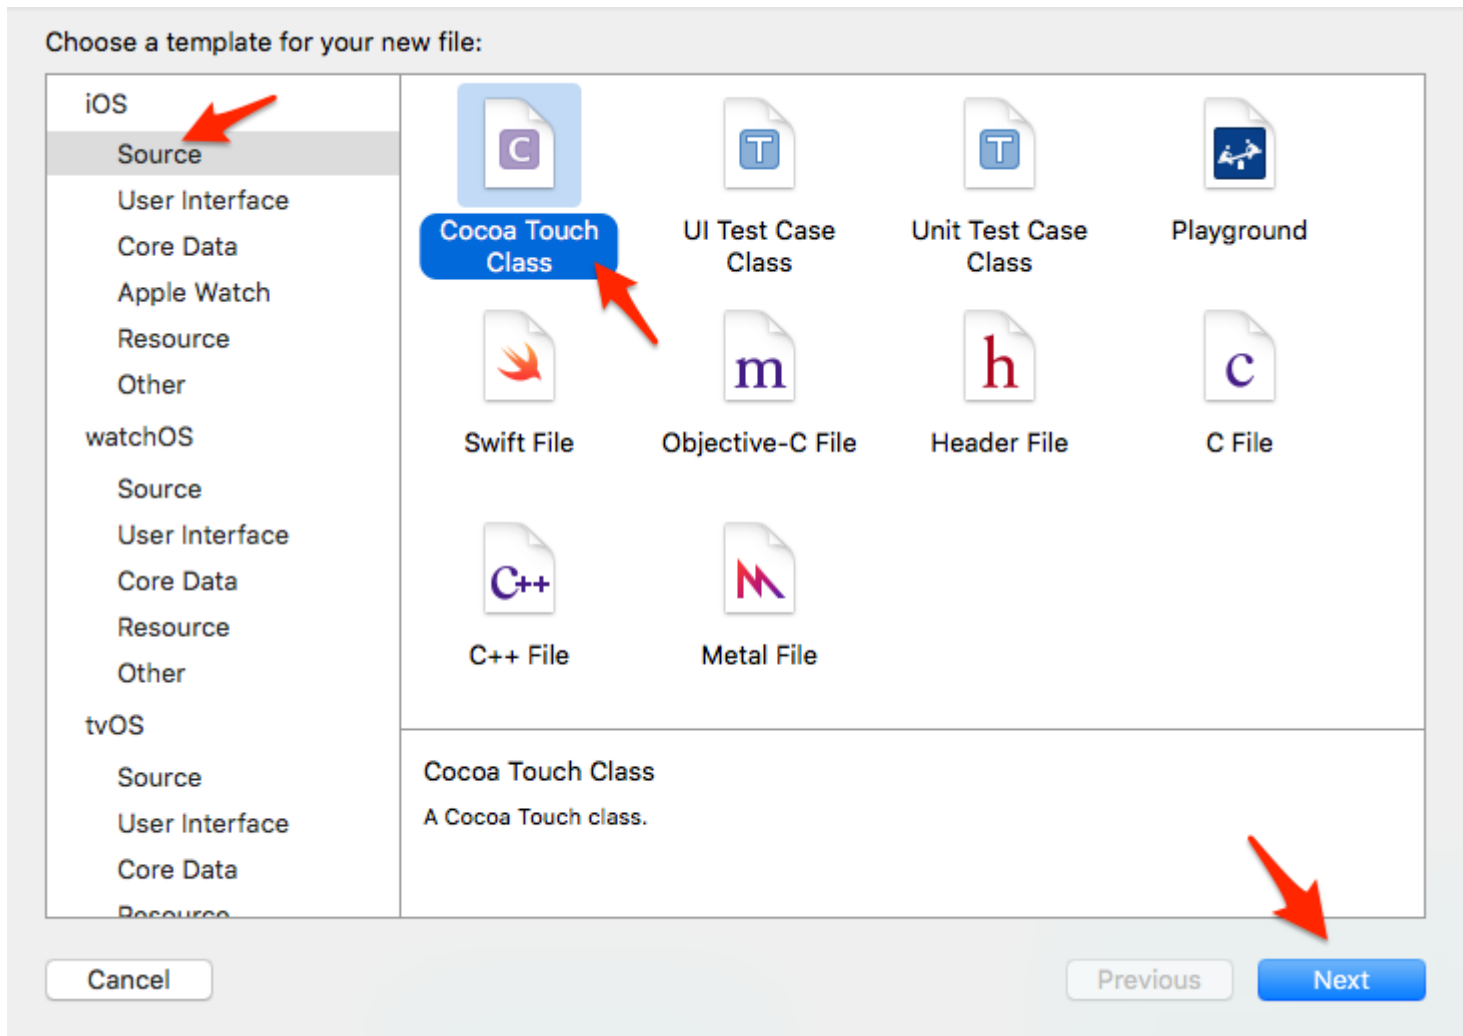 Choose a template for your new file:
iOS
Source
User Interface
Core Data
Apple Watch
Resource
Other
watchOS
Source
User Interface
Core Data
Resource
Other
tvOS
Source
User Interface
Core Data
Resource
C
Cocoa Touch
Class
T
UI Test Case
Class
T
Unit Test Case
Class
Playground
Swift File
m
Objective-C File
h
Header File
c
C File
C++
C++ File
Metal File
Cocoa Touch Class
A Cocoa Touch class.
Cancel
Previous
Next